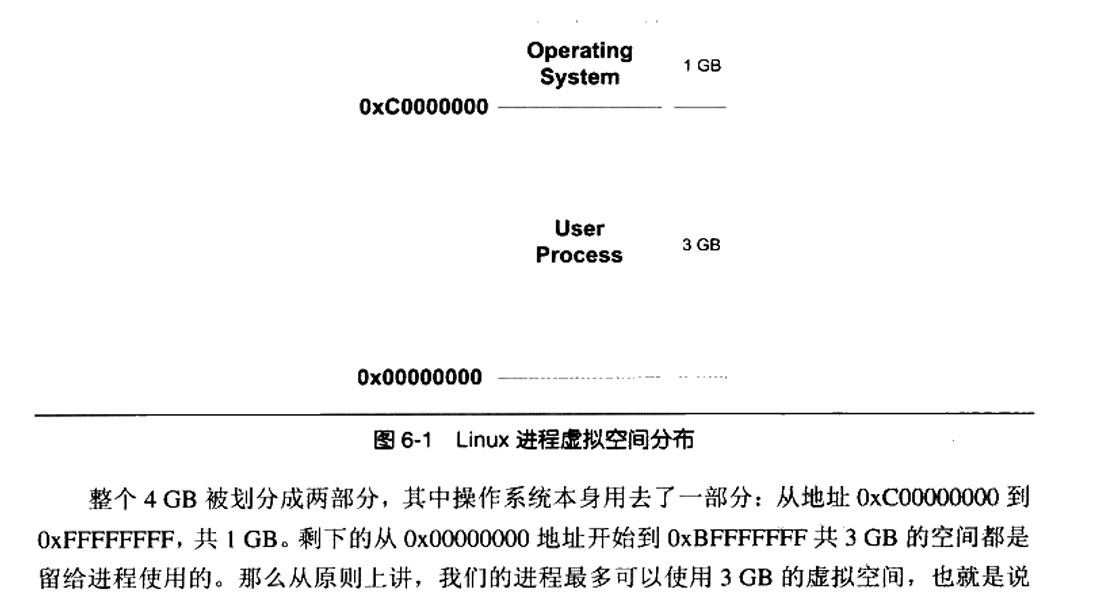 Operating
System
1 GB
0xC0000000
User
Process
3 GB
0x00000000
图 6-1 Linux 进程虚拟空间分布
整个 4 GB 被划分成两部分，其中操作系统本身用去了一部分：从地址 0xC00000000 到
0xFFFFFFFF，共 1 GB。剩下的从 0x00000000 地址开始到 0xBFFFFFFF 共 3 GB 的空间都是
留给进程使用的。那么从原则上讲，我们的进程最多可以使用 3 GB 的虚拟空间，也就是说